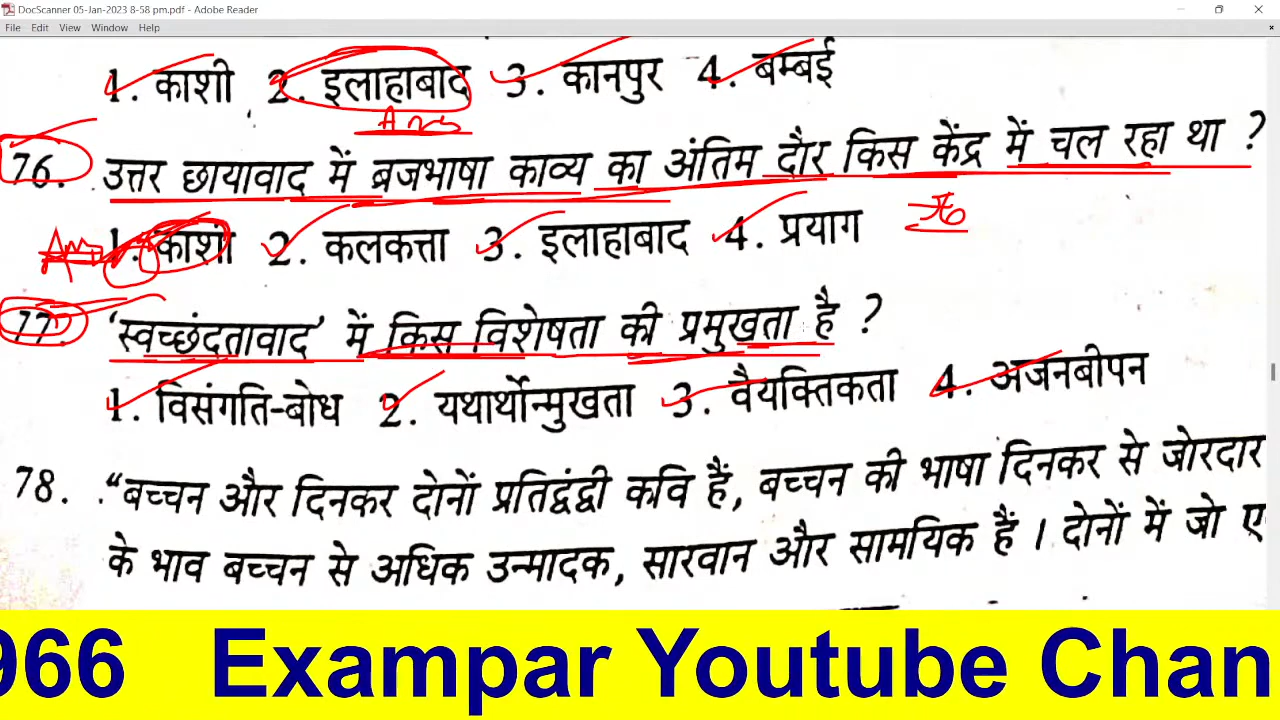 DocScanner 05-Jan-2023 8-58 pm.pdf - Adobe Reader
File Edit View Window Help
1. काशी 2. इलाहाबाद 3. कानपुर 4. बम्बई
Ans
76. उत्तर छायावाद में ब्रजभाषा काव्य का अंतिम दौर किस केंद्र में चल रहा था ?
Ans 1. काशी 2. कलकत्ता 3. इलाहाबाद 4. प्रयाग
77. 'स्वच्छंदतावाद' में किस विशेषता की प्रमुखता है ?
1. विसंगति-बोध 2. यथार्थोन्मुखता 3. वैयक्तिकता 4. अजनबीपन
78. "बच्चन और दिनकर दोनों प्रतिद्वंद्वी कवि हैं, बच्चन की भाषा दिनकर से जोरदार
के भाव बच्चन से अधिक उन्मादक, सारवान और सामयिक हैं । दोनों में जो ए
966 Exampar Youtube Chan